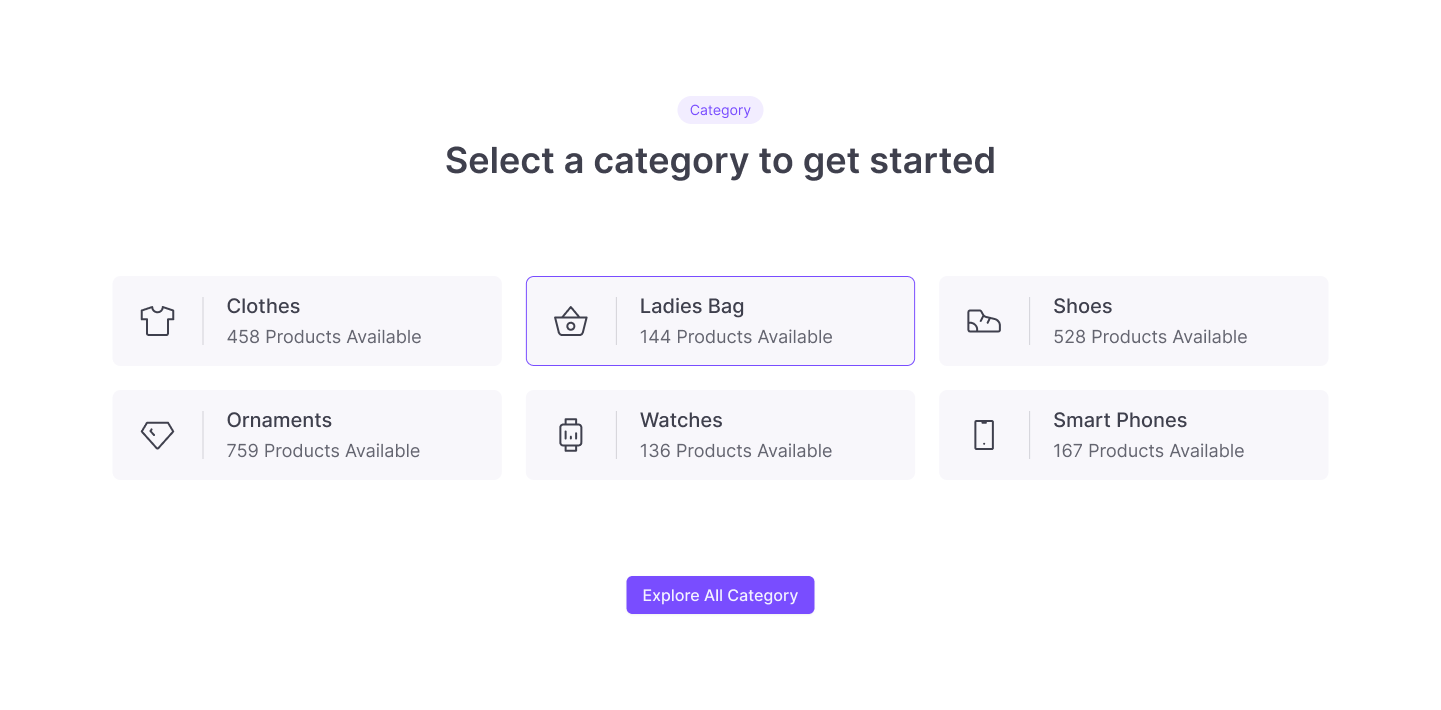 Category
Select a category to get started
Clothes
458 Products Available
Ladies Bag
144 Products Available
Shoes
528 Products Available
Ornaments
759 Products Available
Watches
136 Products Available
Smart Phones
167 Products Available
Explore All Category